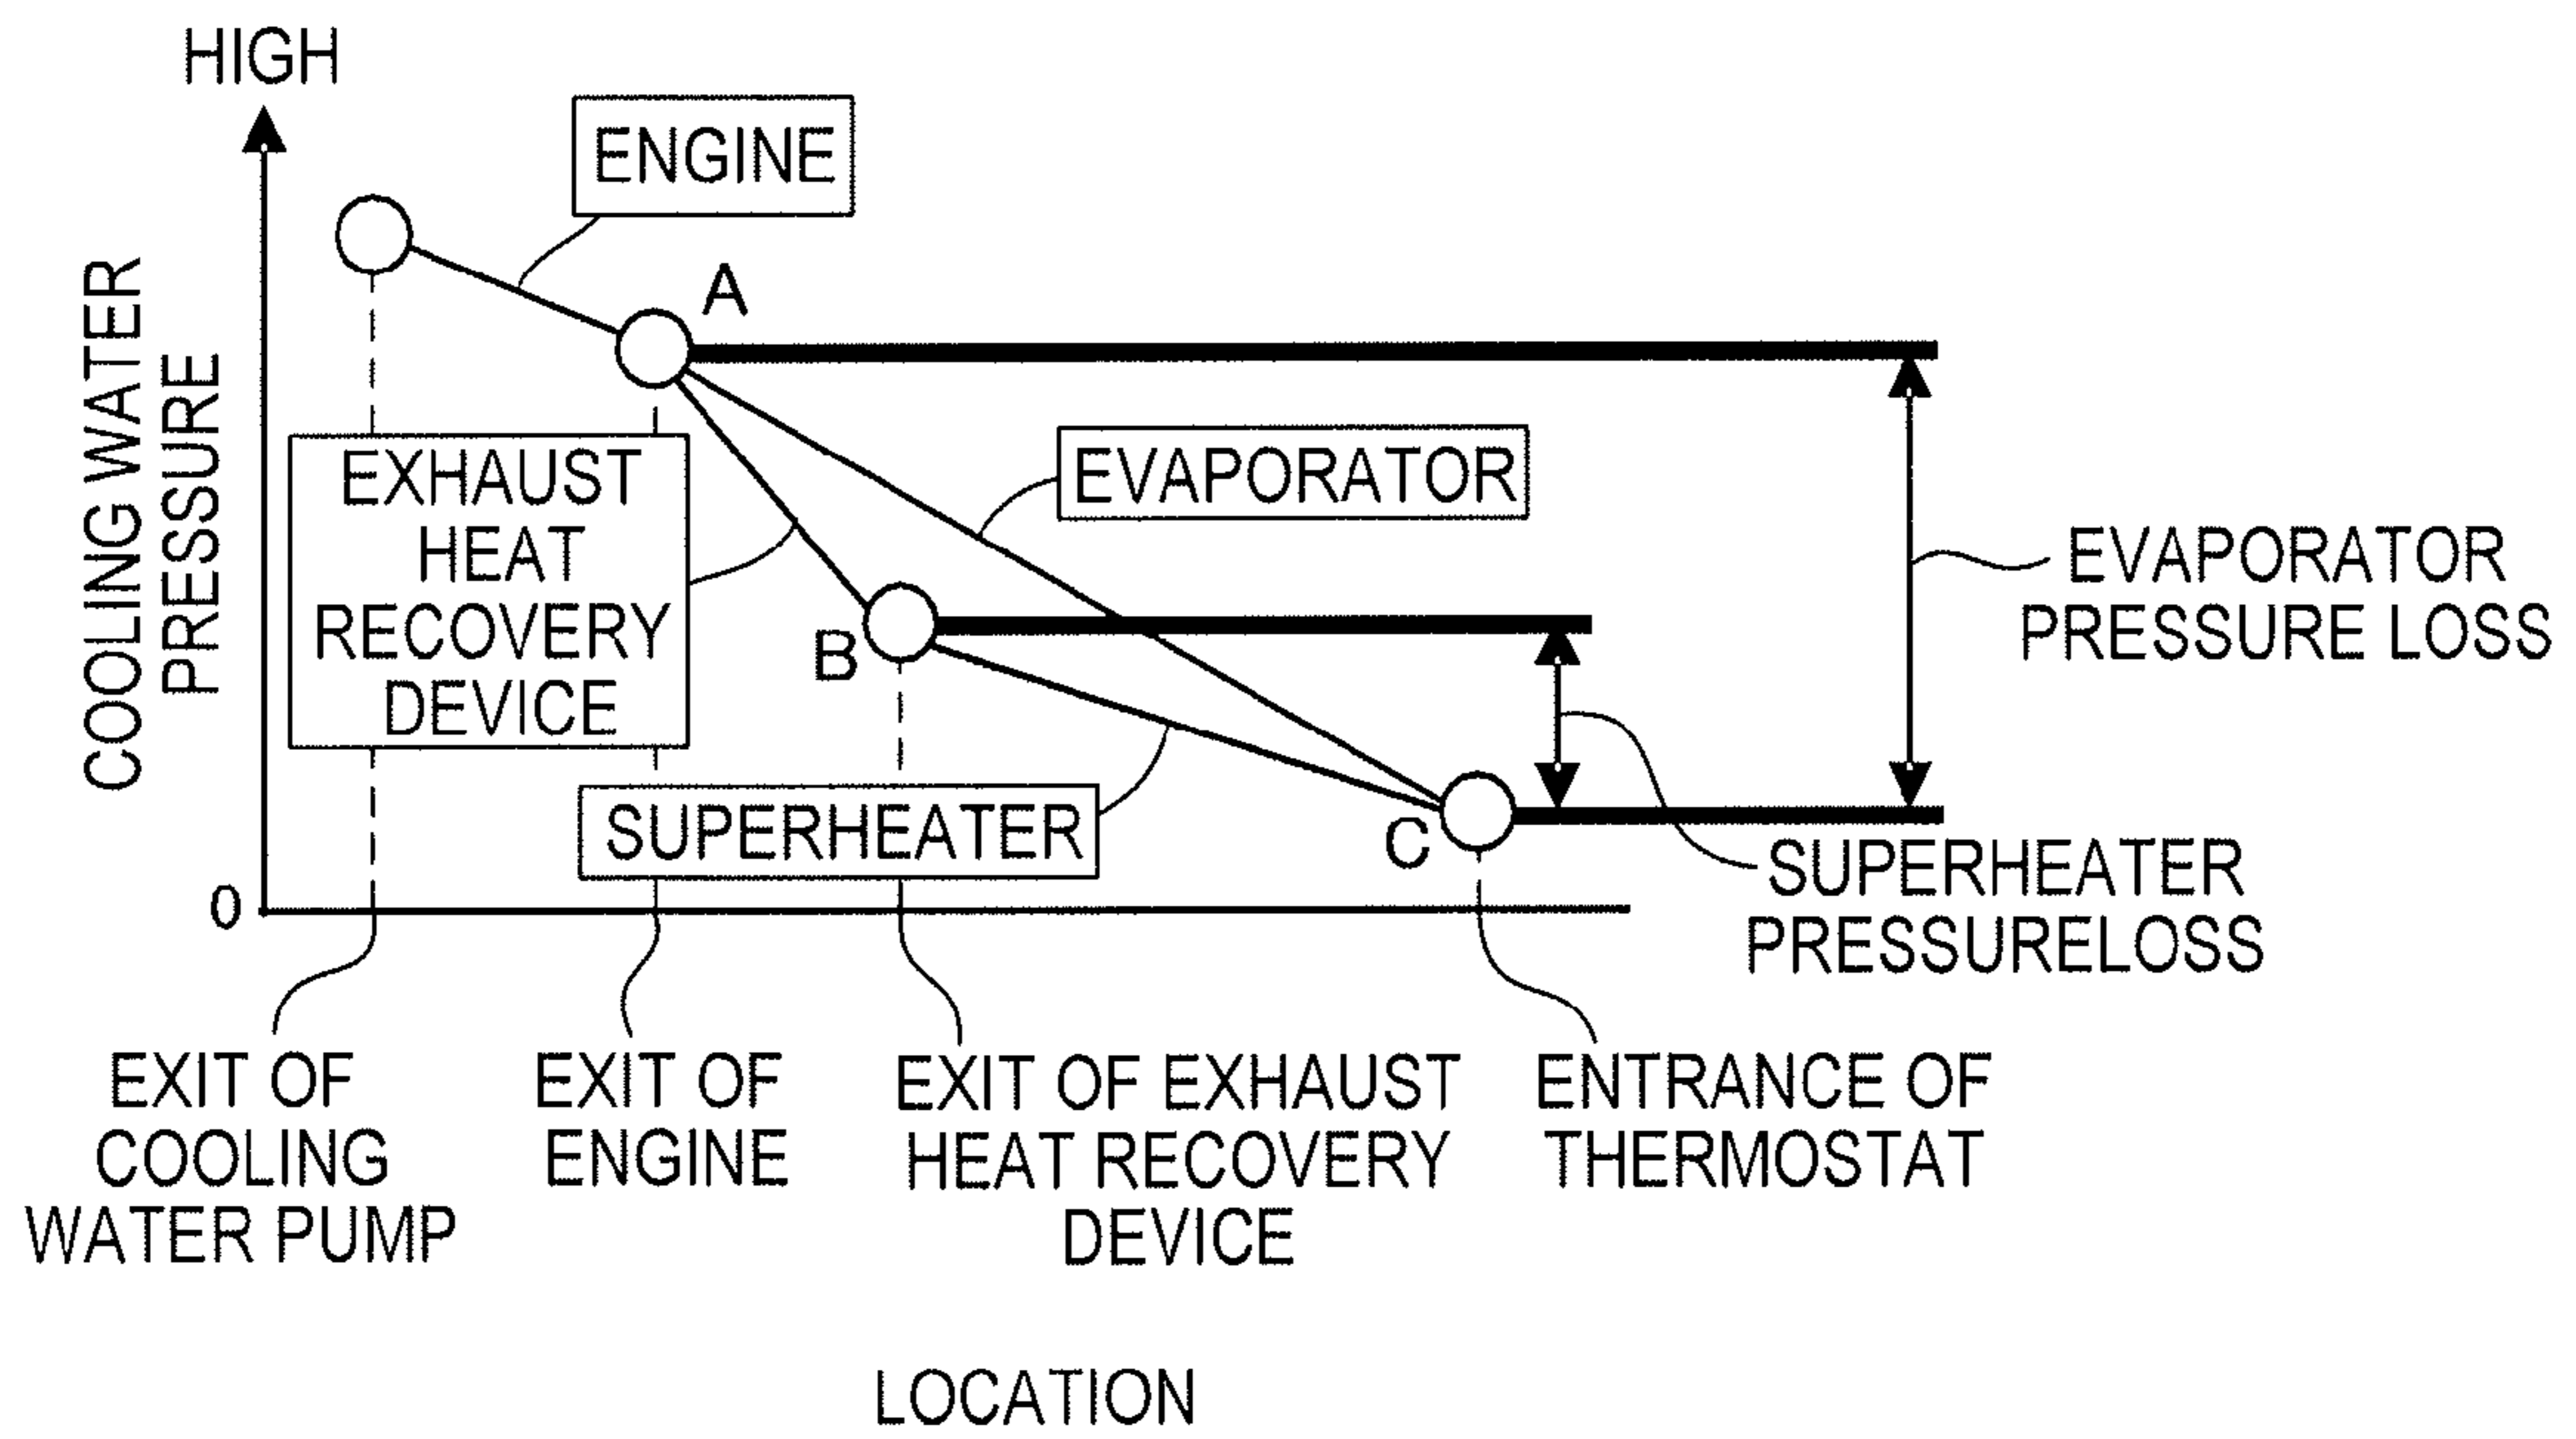 HIGH
ENGINE
COOLING WATER
PRESSURE
A
EXHAUST
HEAT
RECOVERY
DEVICE
EVAPORATOR
EVAPORATOR
PRESSURE LOSS
B
SUPERHEATER
C
SUPERHEATER
PRESSURELOSS
0
EXIT OF
COOLING
WATER PUMP
EXIT OF
ENGINE
EXIT OF EXHAUST
HEAT RECOVERY
DEVICE
ENTRANCE OF
THERMOSTAT
LOCATION